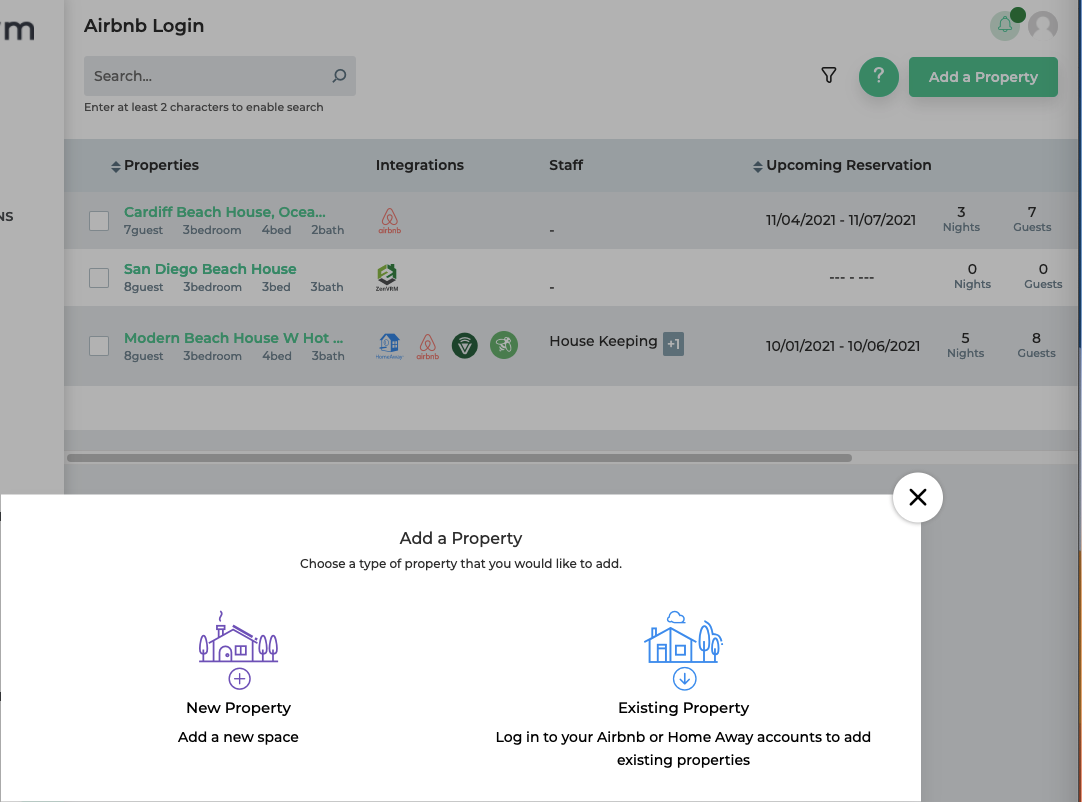 rm
Airbnb Login
Search...
Enter at least 2 characters to enable search
?
Add a Property
Properties Integrations Staff Upcoming Reservation
NS
Cardiff Beach House, Ocea...
7guest 3bedroom 4bed 2bath
airbnb
-
11/04/2021 - 11/07/2021
3 Nights
7 Guests
San Diego Beach House
8guest 3bedroom 3bed 3bath
ZenVRM
-
--- - ---
0 Nights
0 Guests
Modern Beach House W Hot ...
8guest 3bedroom 4bed 3bath
HomeAway
airbnb
House Keeping +1
10/01/2021 - 10/06/2021
5 Nights
8 Guests
Add a Property
Choose a type of property that you would like to add.
New Property
Add a new space
Existing Property
Log in to your Airbnb or Home Away accounts to add
existing properties